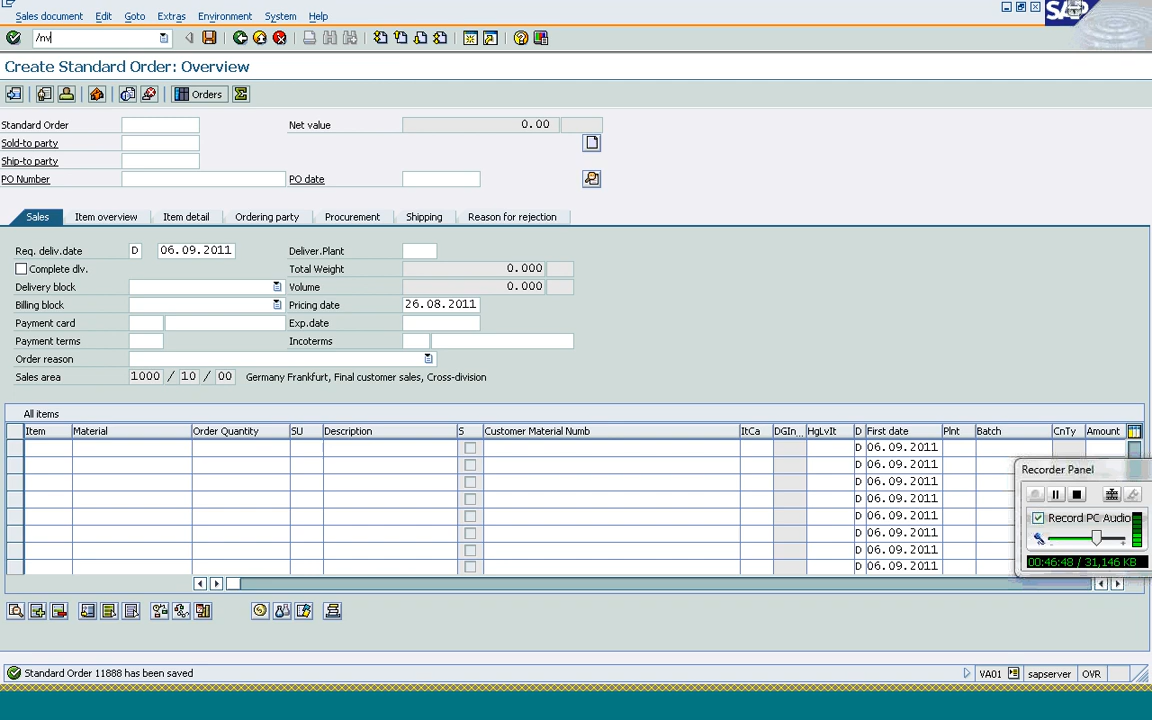 Sales document Edit Goto Extras Environment System Help
SAP
/nv
Create Standard Order: Overview
Orders
Standard Order Net value 0.00
Sold-to party
Ship-to party
PO Number PO date
Sales Item overview Item detail Ordering party Procurement Shipping Reason for rejection
Req. deliv.date D 06.09.2011 Deliver.Plant
Complete dlv. Total Weight 0.000
Delivery block Volume 0.000
Billing block Pricing date 26.08.2011
Payment card Exp.date
Payment terms Incoterms
Order reason
Sales area 1000 / 10 / 00 Germany Frankfurt, Final customer sales, Cross-division
All items
Item Material Order Quantity SU Description S Customer Material Numb ItCa DGIn... HgLvIt D First date Plnt Batch CnTy Amount
D 06.09.2011
D 06.09.2011
D 06.09.2011
D 06.09.2011
D 06.09.2011
D 06.09.2011
D 06.09.2011
D 06.09.2011
Recorder Panel
Record PC Audio
00:46:48 / 31,146 KB
Standard Order 11888 has been saved
VA01 sapserver OVR